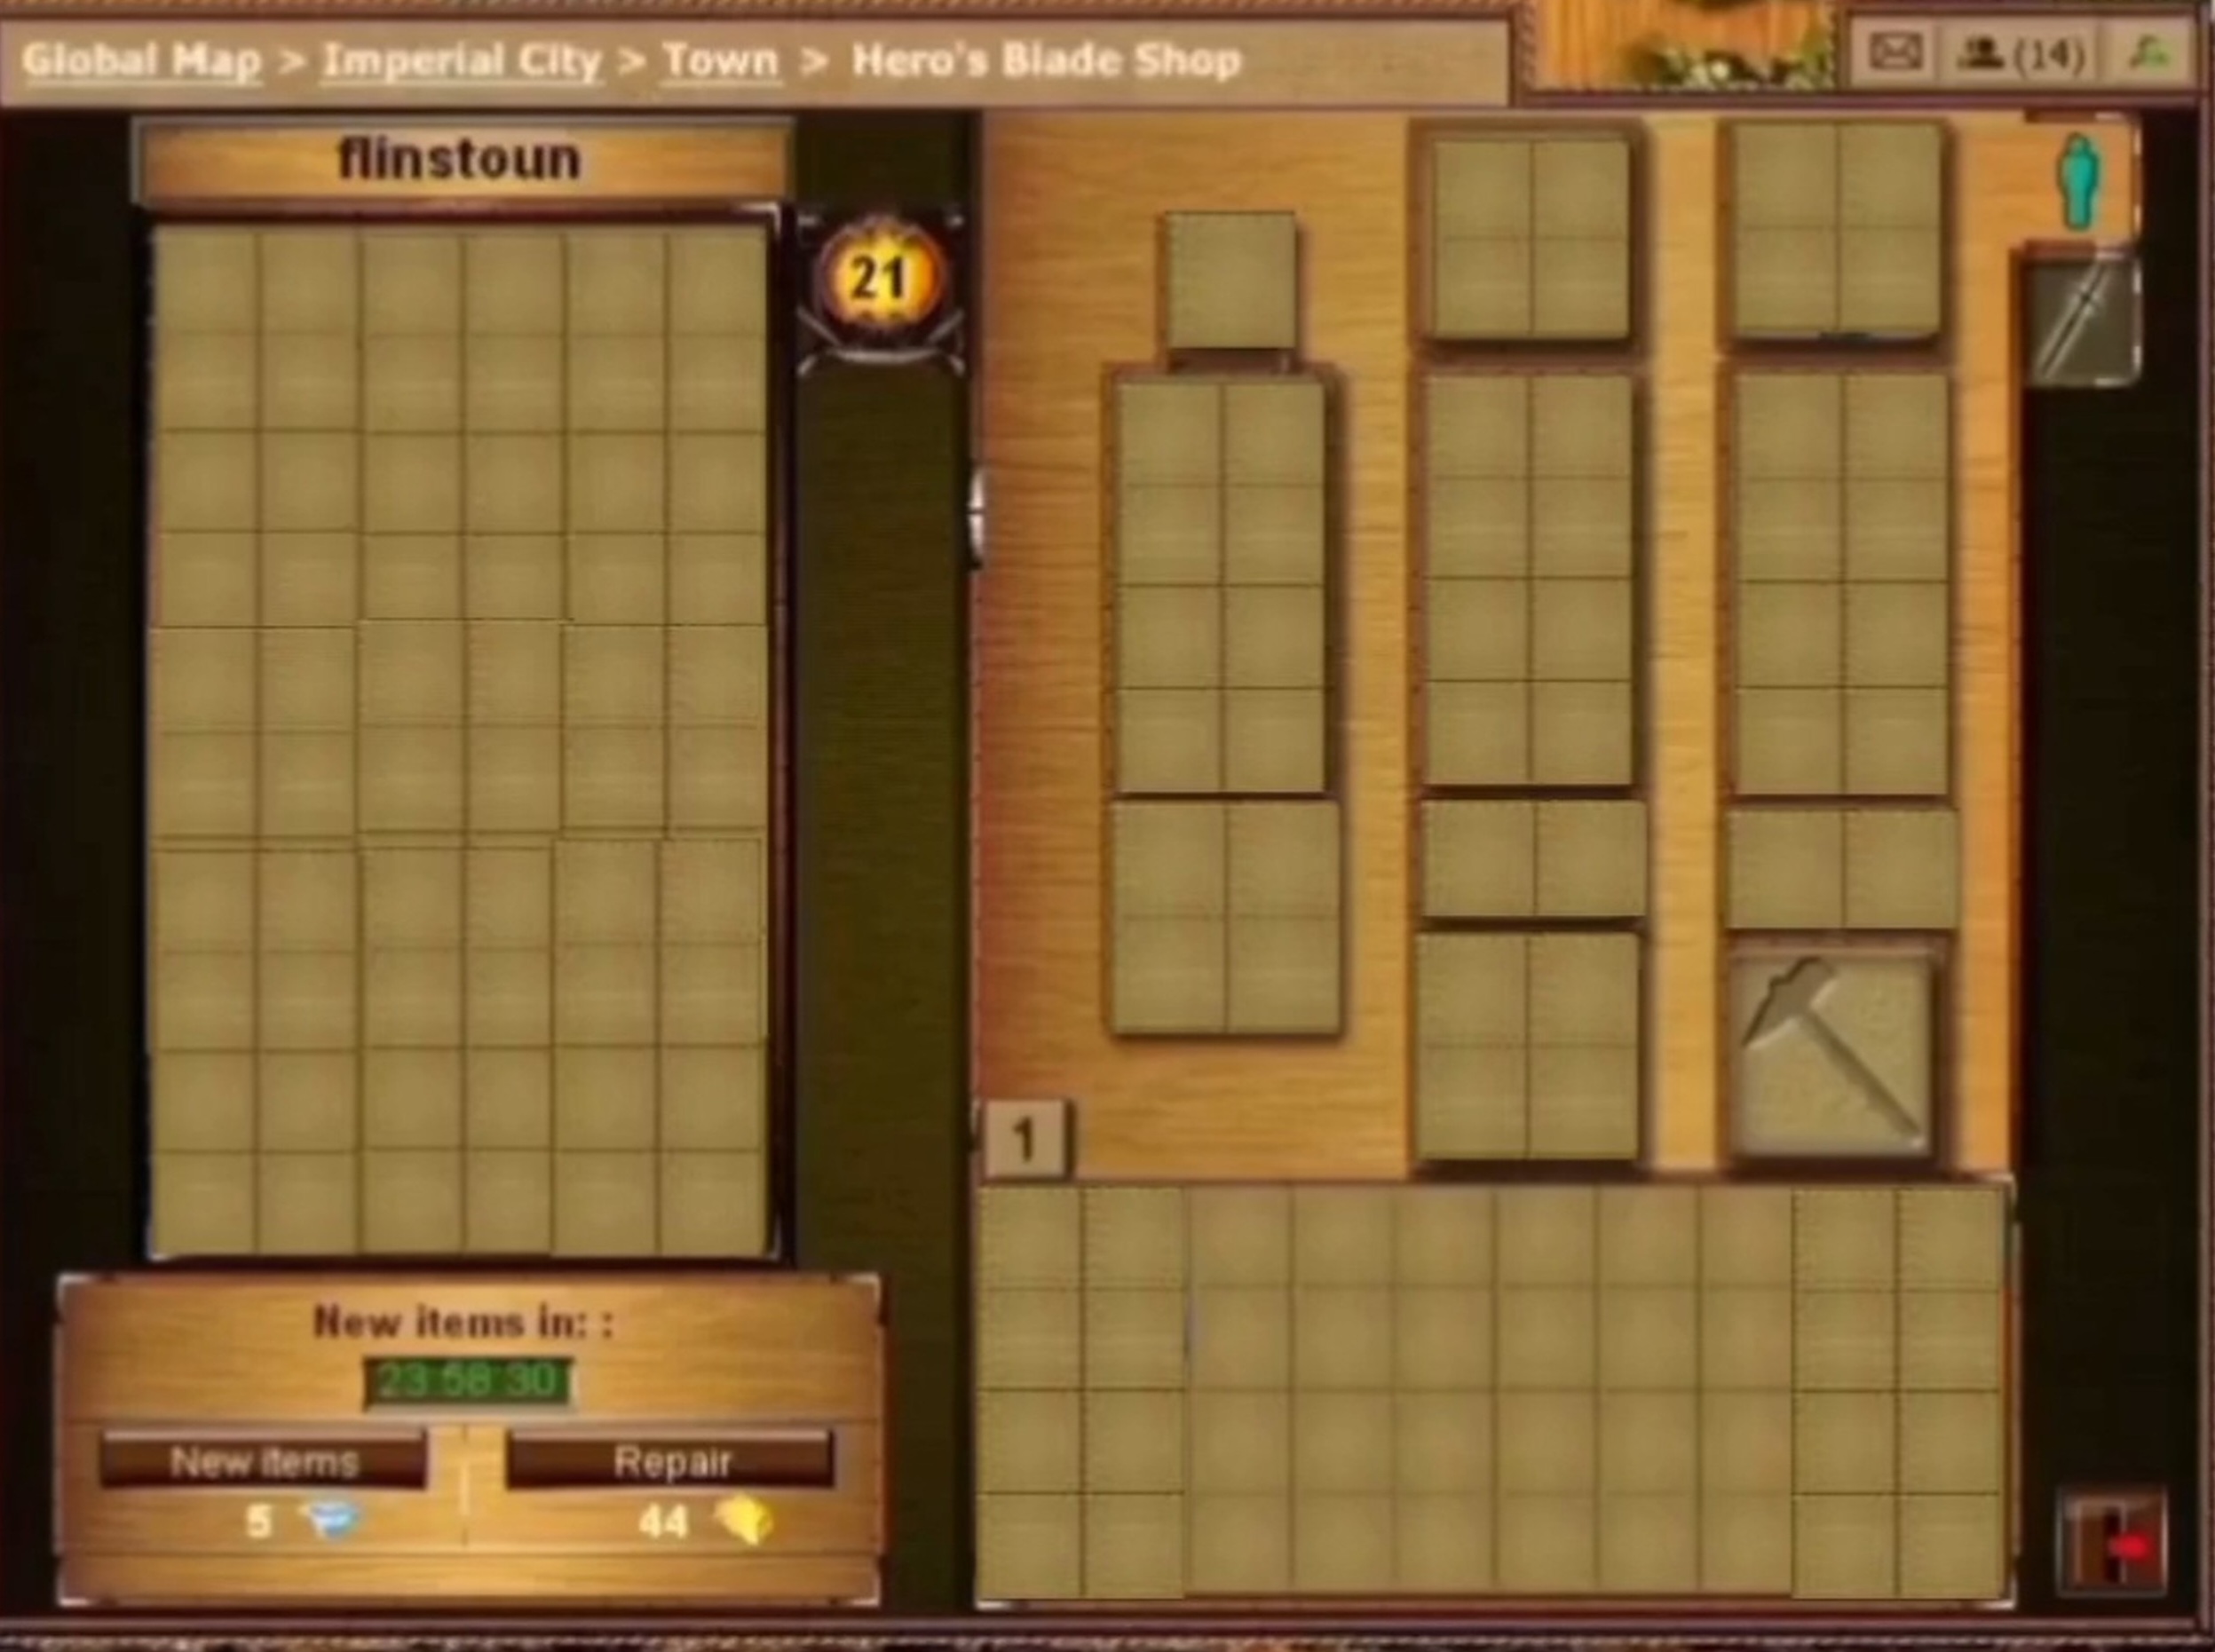 Global Map > Imperial City > Town > Hero's Blade Shop
(14)
flinstoun
21
1
New items in: :
23:58:30
New items
Repair
5
44